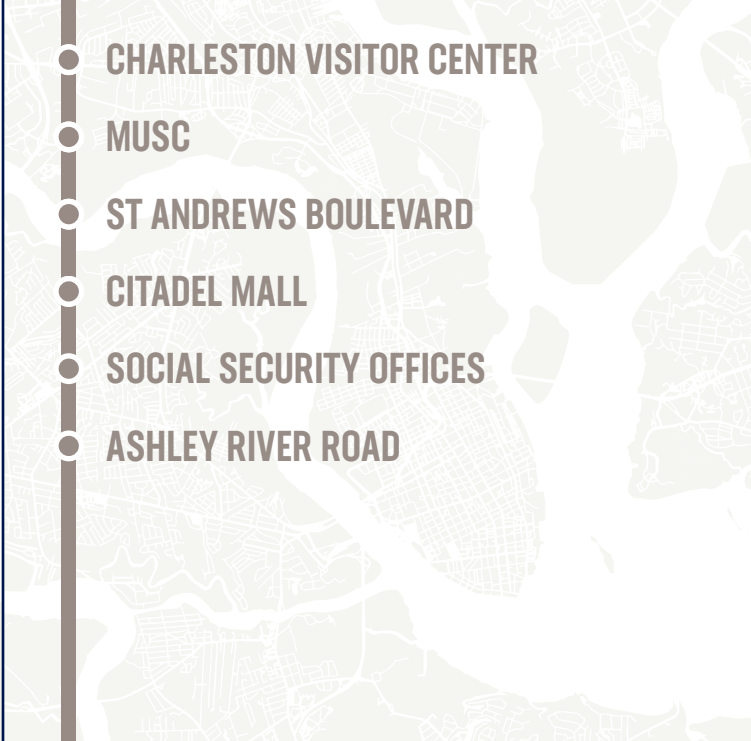 CHARLESTON VISITOR CENTER
MUSC
ST ANDREWS BOULEVARD
CITADEL MALL
SOCIAL SECURITY OFFICES
ASHLEY RIVER ROAD